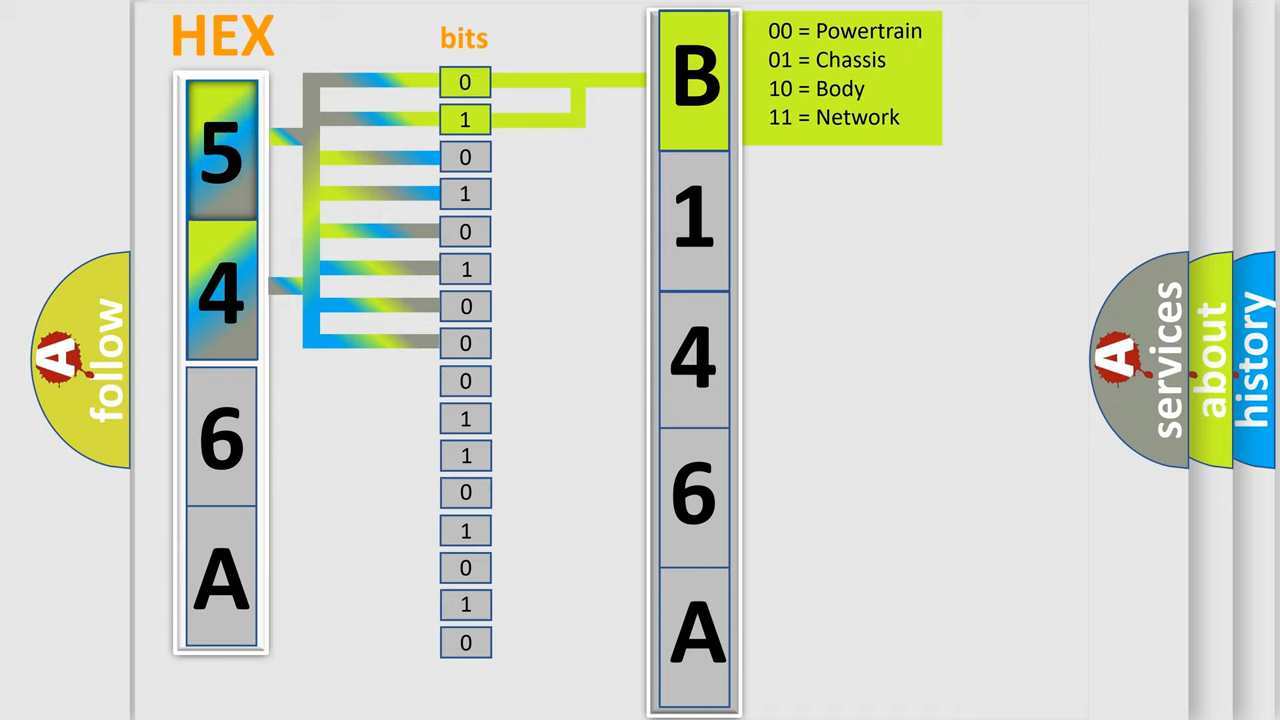 HEX
bits
5
4
6
A
0
1
0
1
0
1
0
0
0
1
1
0
1
0
1
0
B
1
4
6
A
00 = Powertrain
01 = Chassis
10 = Body
11 = Network
A follow
A services
about
history